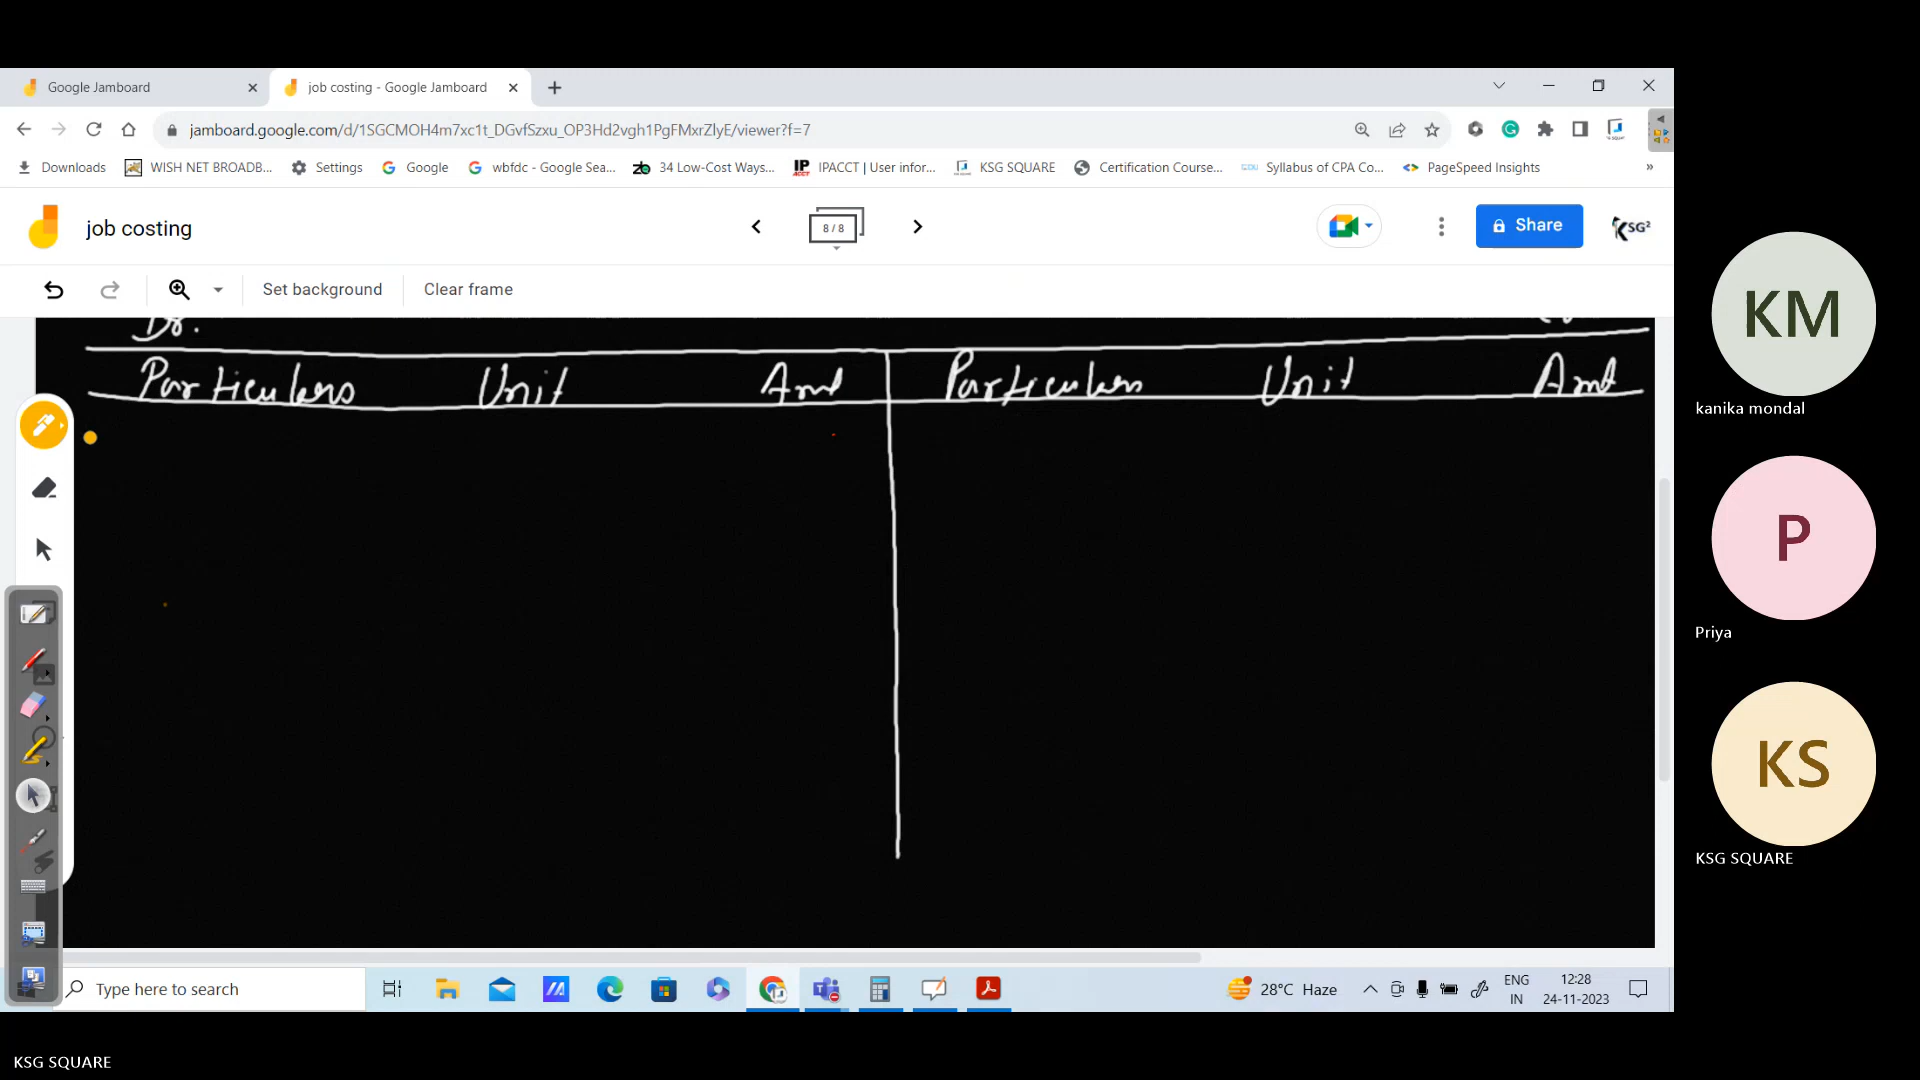 Google Jamboard
job costing - Google Jamboard
jamboard.google.com/d/1SGCMOH4m7xc1t_DGvfSzxu_OP3Hd2vgh1PgFMxrZlyE/viewer?f=7
Downloads WISH NET BROADB... Settings Google wbfdc - Google Sea... 34 Low-Cost Ways... IPACCT | User infor... KSG SQUARE Certification Course... Syllabus of CPA Co... PageSpeed Insights »
job costing 8 / 8 Share KSG²
Set background Clear frame
Dr.
Particulars Unit Amt Particulars Unit Amt
KM
kanika mondal
P
Priya
KS
KSG SQUARE
Type here to search 28°C Haze ENG 12:28
IN 24-11-2023
KSG SQUARE